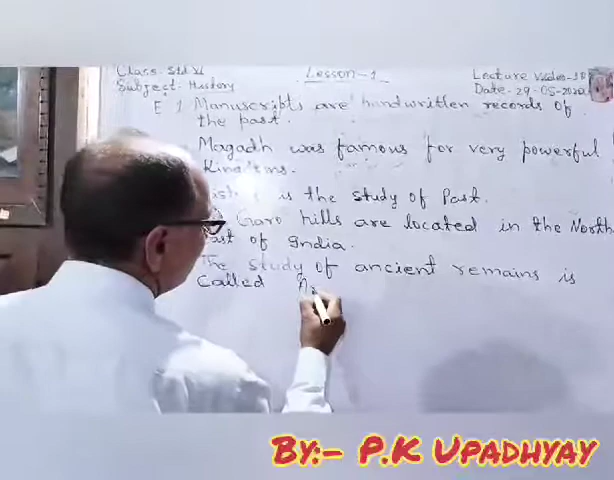 Class. Std VI
Subject. History
Lesson-1
Lecture Video-
Date- 29-05-2020
E 1 Manuscripts are handwritten records of
the past.
Magadh was famous for very powerful
is the study of Past.
Garo hills are located in the North
of India.
The study of ancient remains is
called
By:- P.K Upadhyay